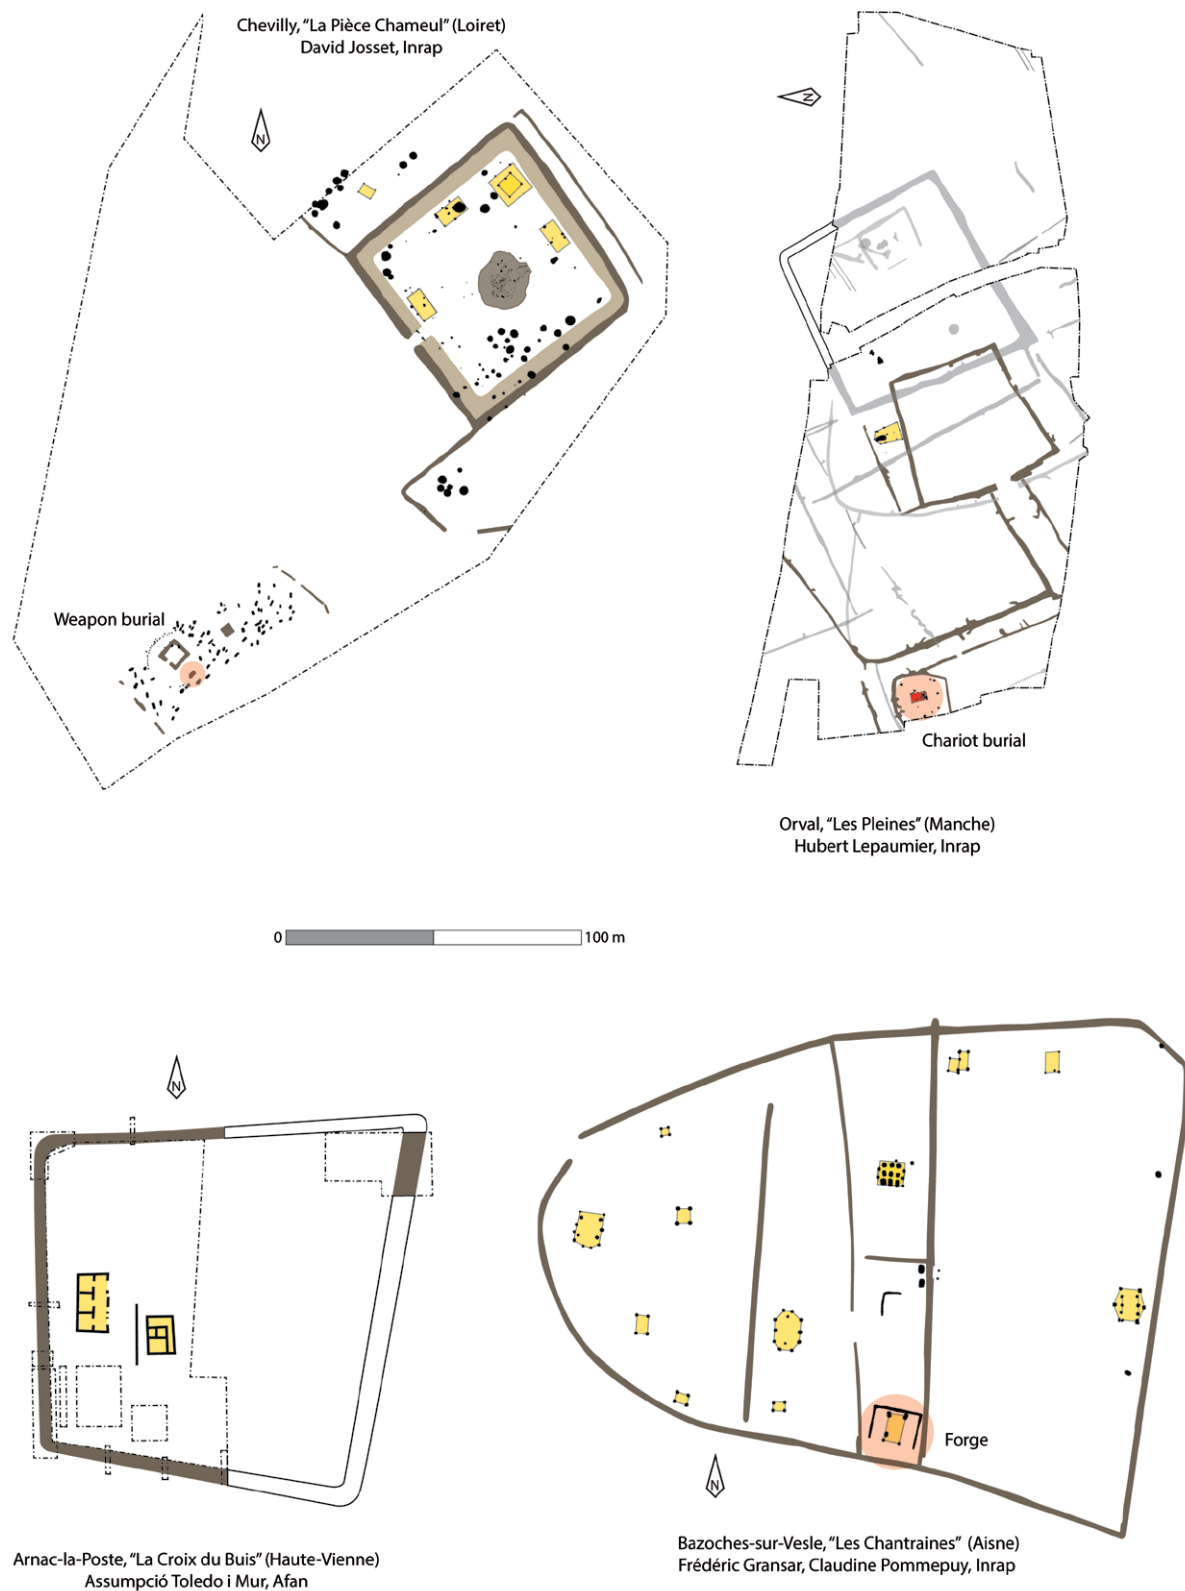 Chevilly, “La Pièce Chameul” (Loiret)
David Josset, Inrap
N
N
Weapon burial
Chariot burial
Orval, “Les Pleines” (Manche)
Hubert Lepaumier, Inrap
0 100 m
N
Forge
N
Arnac-la-Poste, “La Croix du Buis” (Haute-Vienne)
Assumpció Toledo i Mur, Afan
Bazoches-sur-Vesle, “Les Chantraines” (Aisne)
Frédéric Gransar, Claudine Pommepuy, Inrap